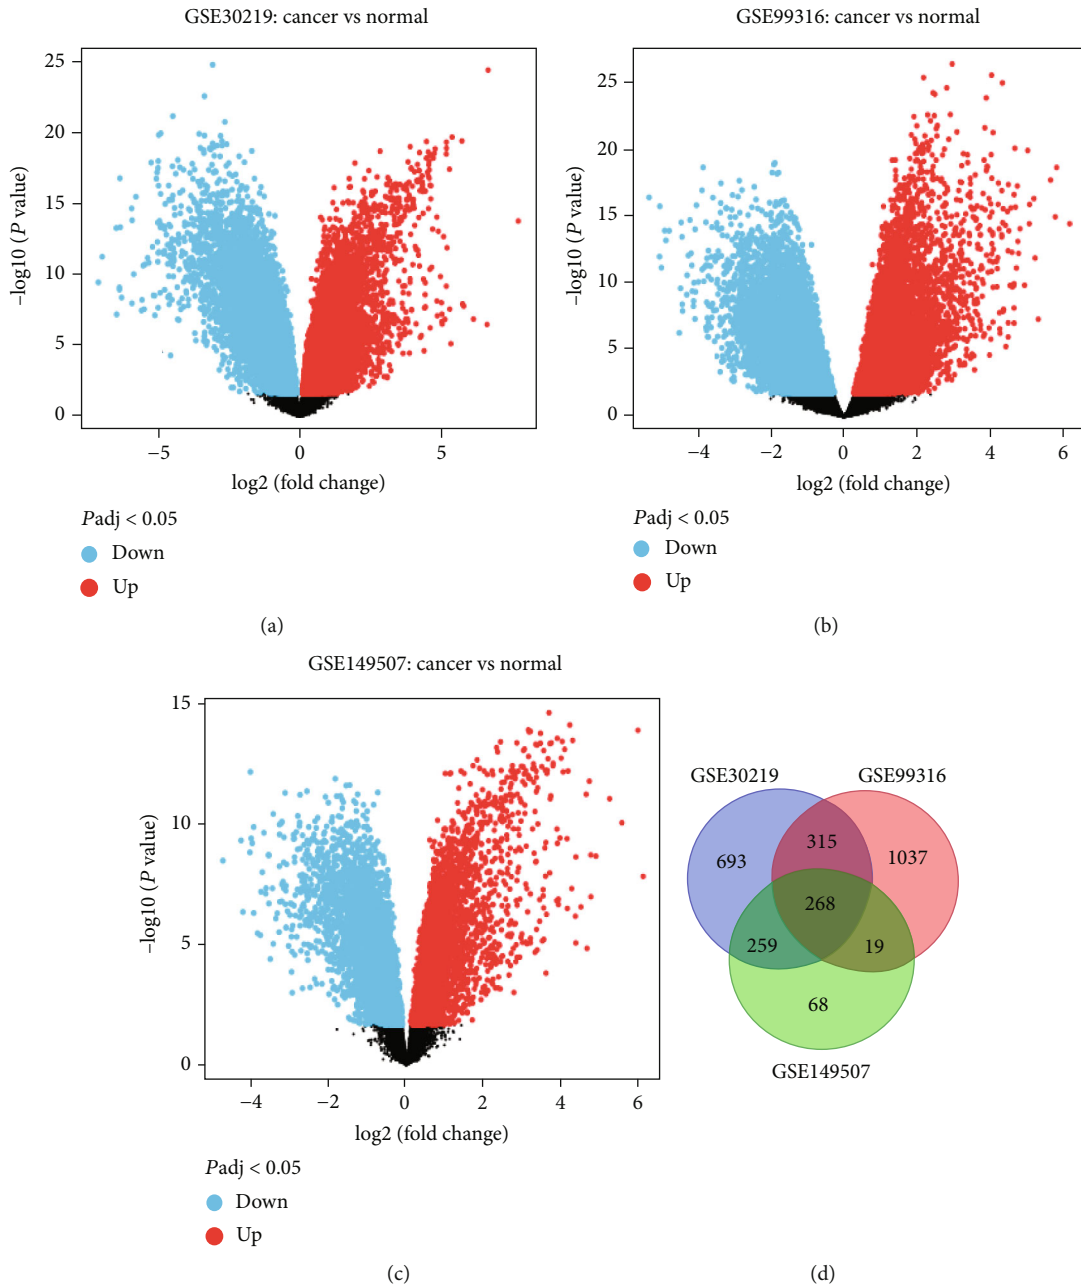 GSE30219: cancer vs normal
25
20
15
10
5
0
−log10 (P value)
−5
0
5
log2 (fold change)
Padj < 0.05
Down
Up
(a)
GSE99316: cancer vs normal
25
20
15
10
5
0
−log10 (P value)
−4
−2
0
2
4
6
log2 (fold change)
Padj < 0.05
Down
Up
(b)
GSE149507: cancer vs normal
15
10
5
0
−log10 (P value)
−4
−2
0
2
4
6
log2 (fold change)
Padj < 0.05
Down
Up
(c)
GSE30219
GSE99316
693
315
1037
268
259
19
68
GSE149507
(d)